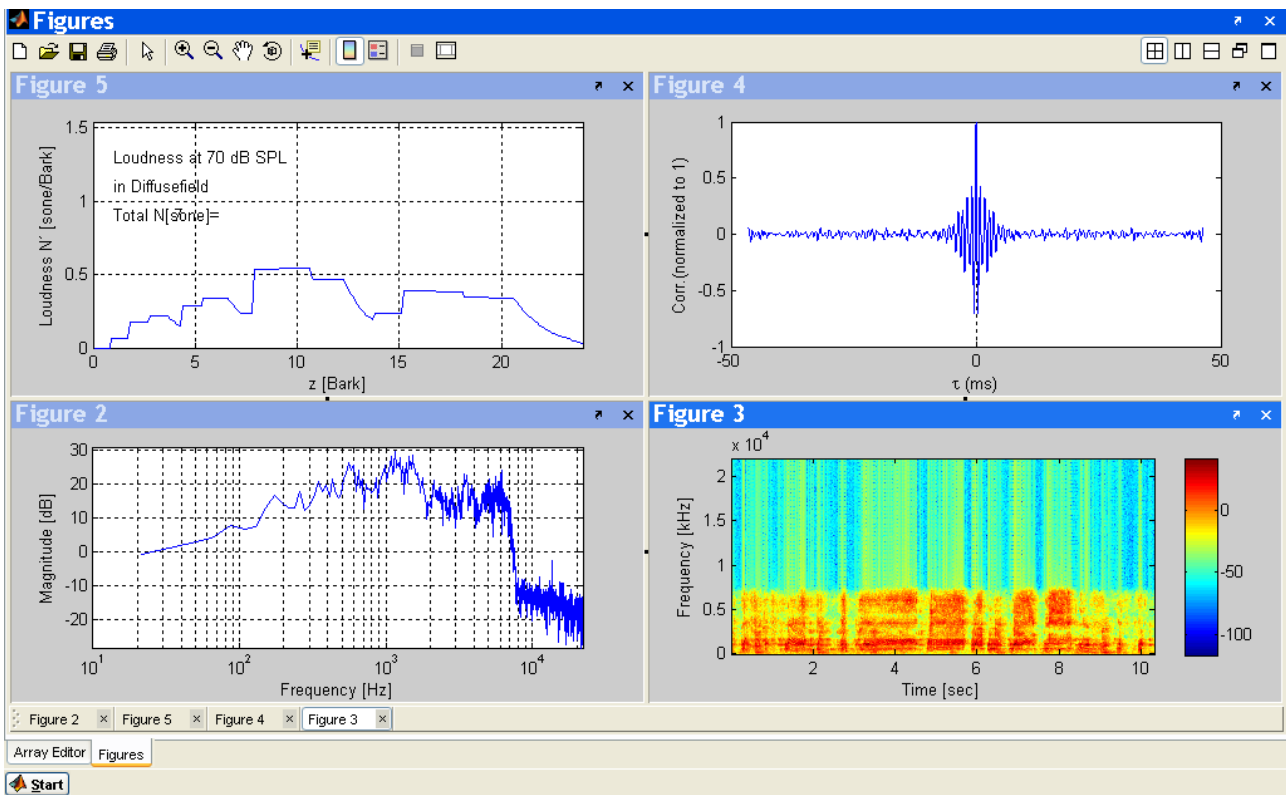 Figures
Figure 5
1.5
1
0.5
0
Loudness N´ [sone/Bark]
Loudness at 70 dB SPL
in Diffusefield
Total N[sone]=
0 5 10 15 20
z [Bark]
Figure 4
1
0.5
0
-0.5
-1
Corr.(normalized to 1)
-50 0 50
τ (ms)
Figure 2
30
20
10
0
-10
-20
Magnitude [dB]
10^1 10^2 10^3 10^4
Frequency [Hz]
Figure 3
x 10^4
2
1.5
1
0.5
0
Frequency [kHz]
2 4 6 8 10
Time [sec]
0
-50
-100
Figure 2 Figure 5 Figure 4 Figure 3
Array Editor Figures
Start